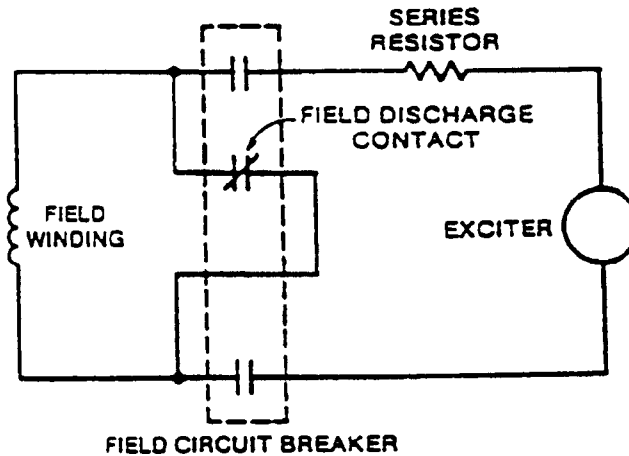 SERIES
RESISTOR
FIELD DISCHARGE
CONTACT
FIELD
WINDING
EXCITER
FIELD CIRCUIT BREAKER